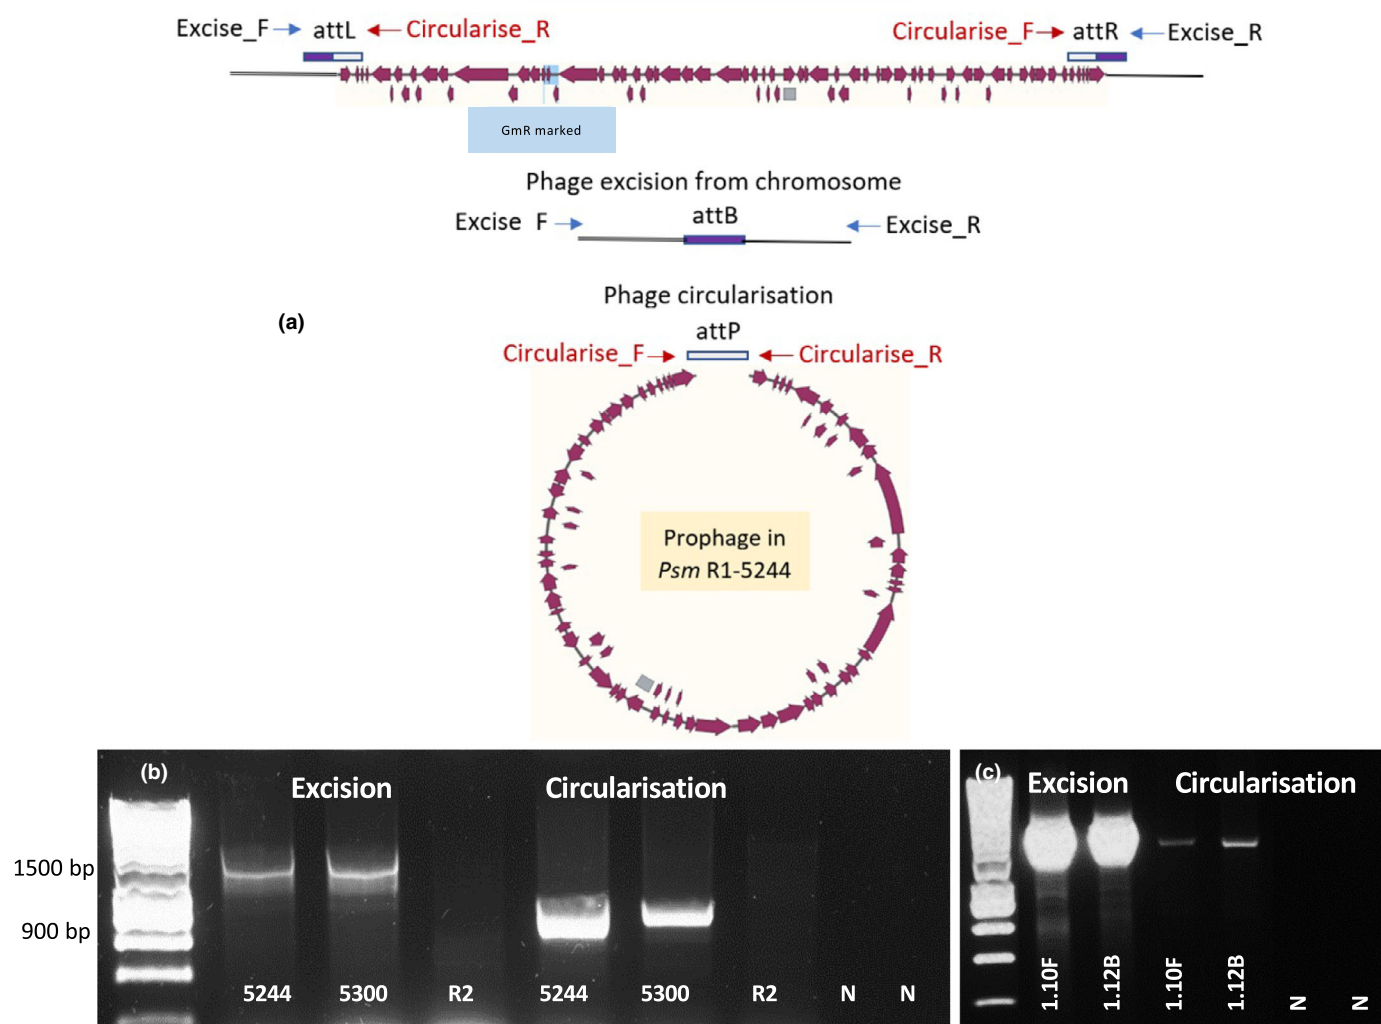 Excise_F attL Circularise_R Circularise_F attR Excise_R
GmR marked
Phage excision from chromosome
attB
Excise F Excise_R
Phage circularisation
(a)
attP
Circularise_F Circularise_R
Prophage in
Psm R1-5244
(b) Excision Circularisation
1500 bp
900 bp
5244 5300 R2 5244 5300 R2 N N
(c) Excision Circularisation
1.10F 1.12B 1.10F 1.12B N N